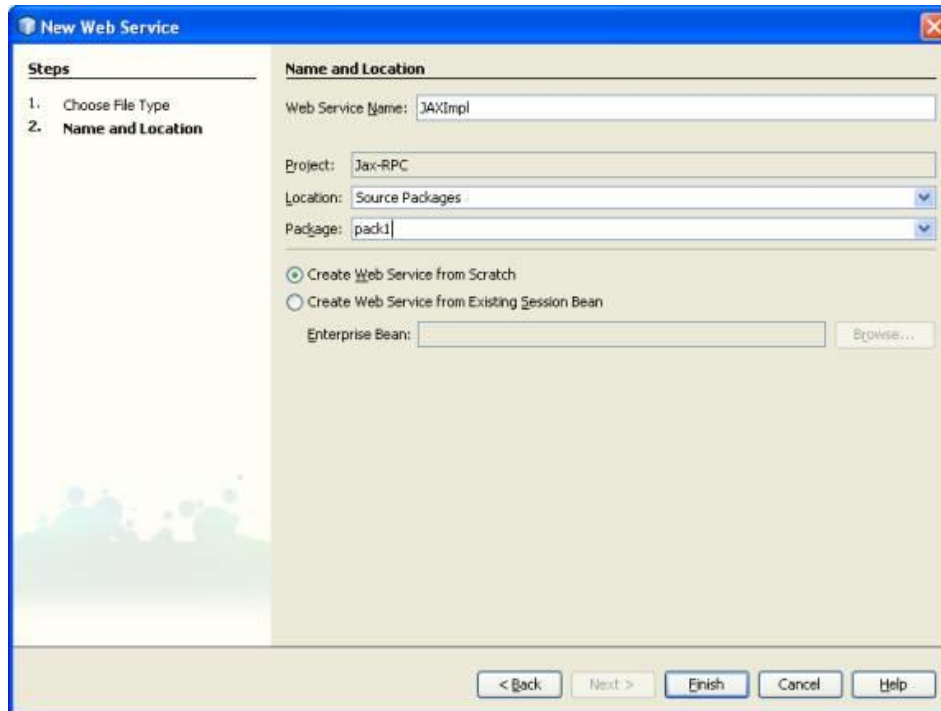 New Web Service
Steps
1. Choose File Type
2. Name and Location
Name and Location
Web Service Name: JAXImpl
Project: Jax-RPC
Location: Source Packages
Package: pack1
Create Web Service from Scratch
Create Web Service from Existing Session Bean
Enterprise Bean: Browse...
< Back Next > Finish Cancel Help